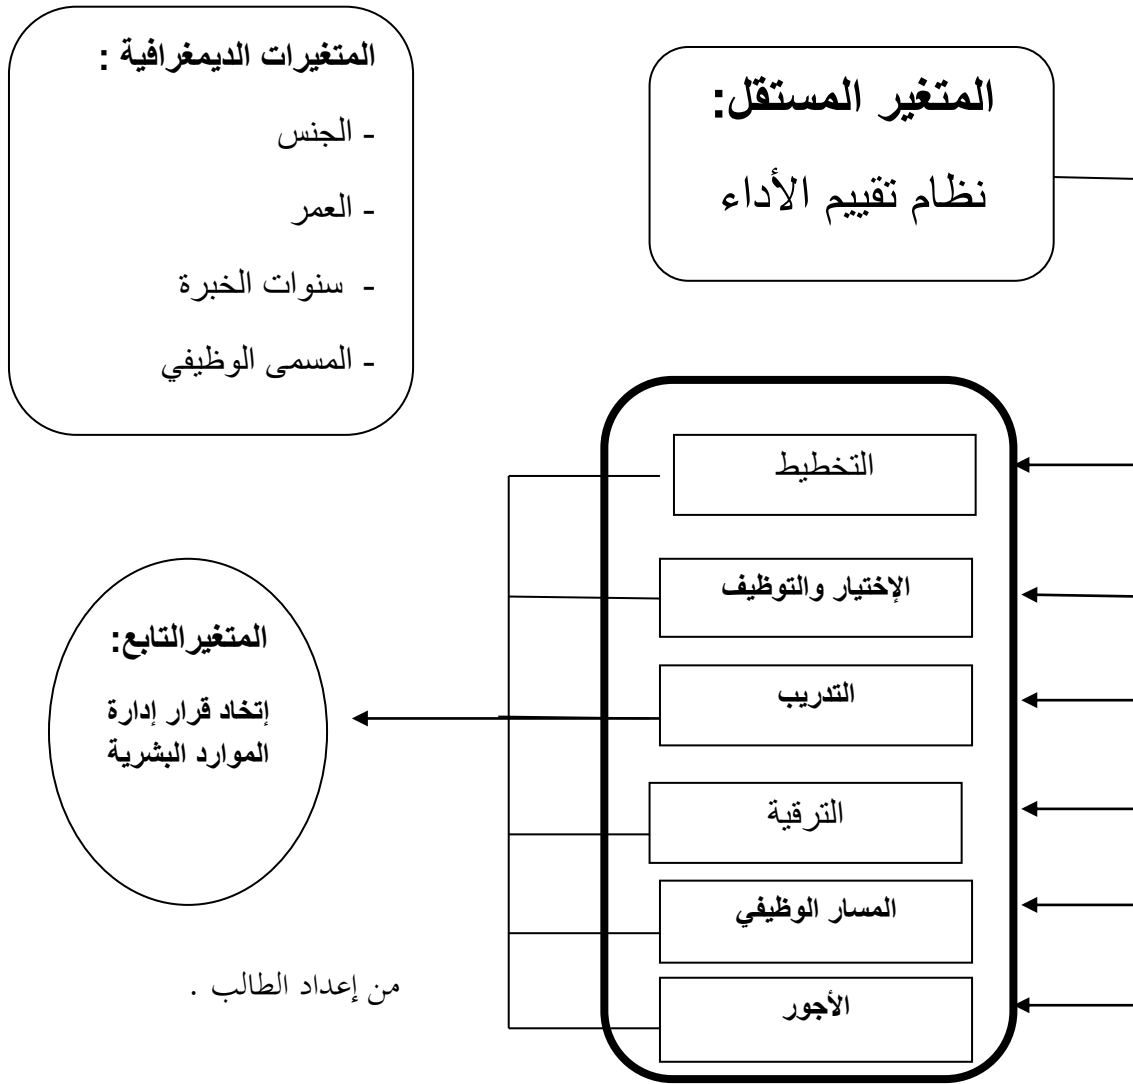 المتغير المستقل:
نظام تقييم الأداء
المتغيرات الديمغرافية :
- الجنس
- العمر
- سنوات الخبرة
- المسمى الوظيفي
التخطيط
الإختيار والتوظيف
التدريب
الترقية
المسار الوظيفي
الأجور
المتغيرالتابع:
إتخاد قرار إدارة
الموارد البشرية
من إعداد الطالب .